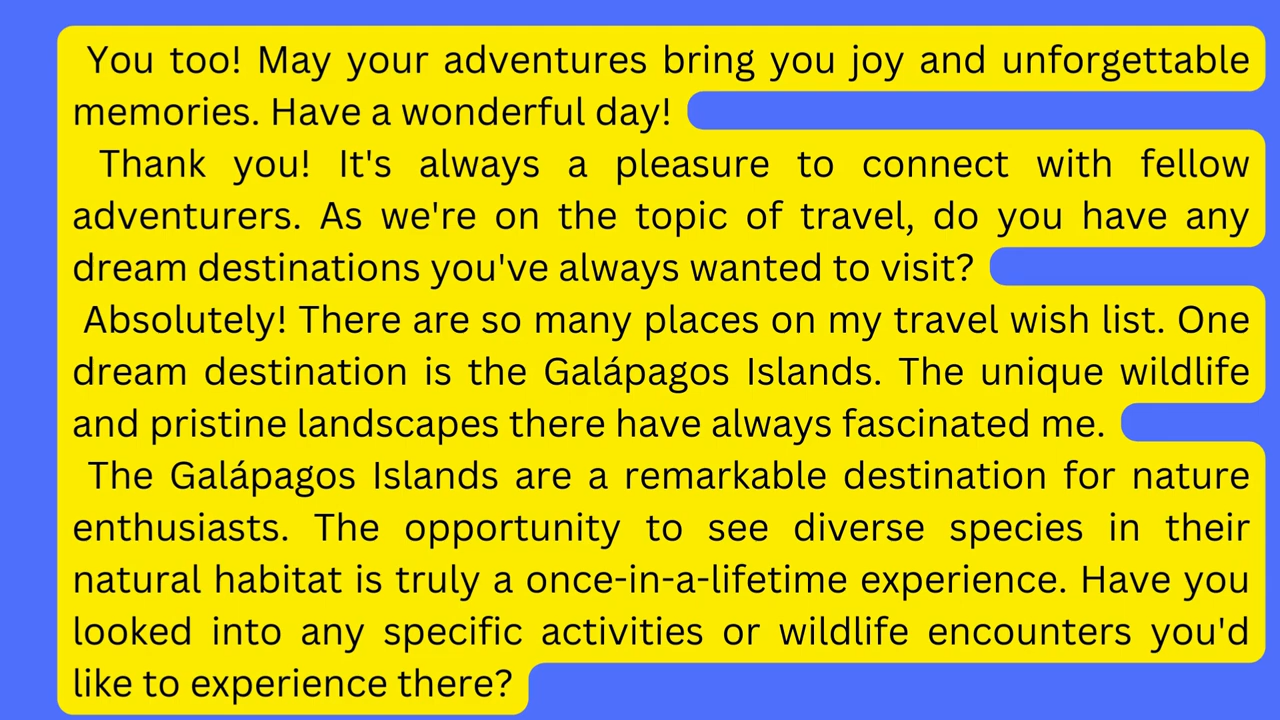 You too! May your adventures bring you joy and unforgettable
memories. Have a wonderful day!
Thank you! It's always a pleasure to connect with fellow
adventurers. As we're on the topic of travel, do you have any
dream destinations you've always wanted to visit?
Absolutely! There are so many places on my travel wish list. One
dream destination is the Galápagos Islands. The unique wildlife
and pristine landscapes there have always fascinated me.
The Galápagos Islands are a remarkable destination for nature
enthusiasts. The opportunity to see diverse species in their
natural habitat is truly a once-in-a-lifetime experience. Have you
looked into any specific activities or wildlife encounters you'd
like to experience there?